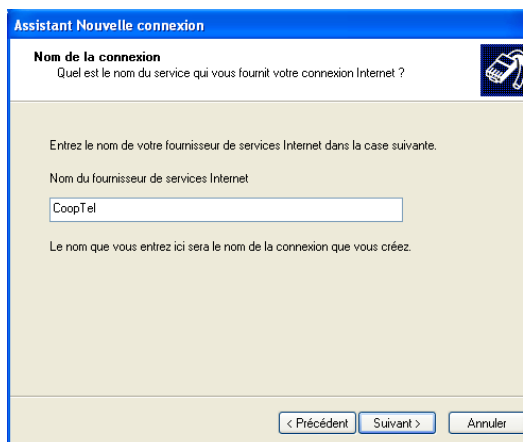 Assistant Nouvelle connexion
Nom de la connexion
Quel est le nom du service qui vous fournit votre connexion Internet ?
Entrez le nom de votre fournisseur de services Internet dans la case suivante.
Nom du fournisseur de services Internet
CoopTel
Le nom que vous entrez ici sera le nom de la connexion que vous créez.
< Précédent Suivant > Annuler